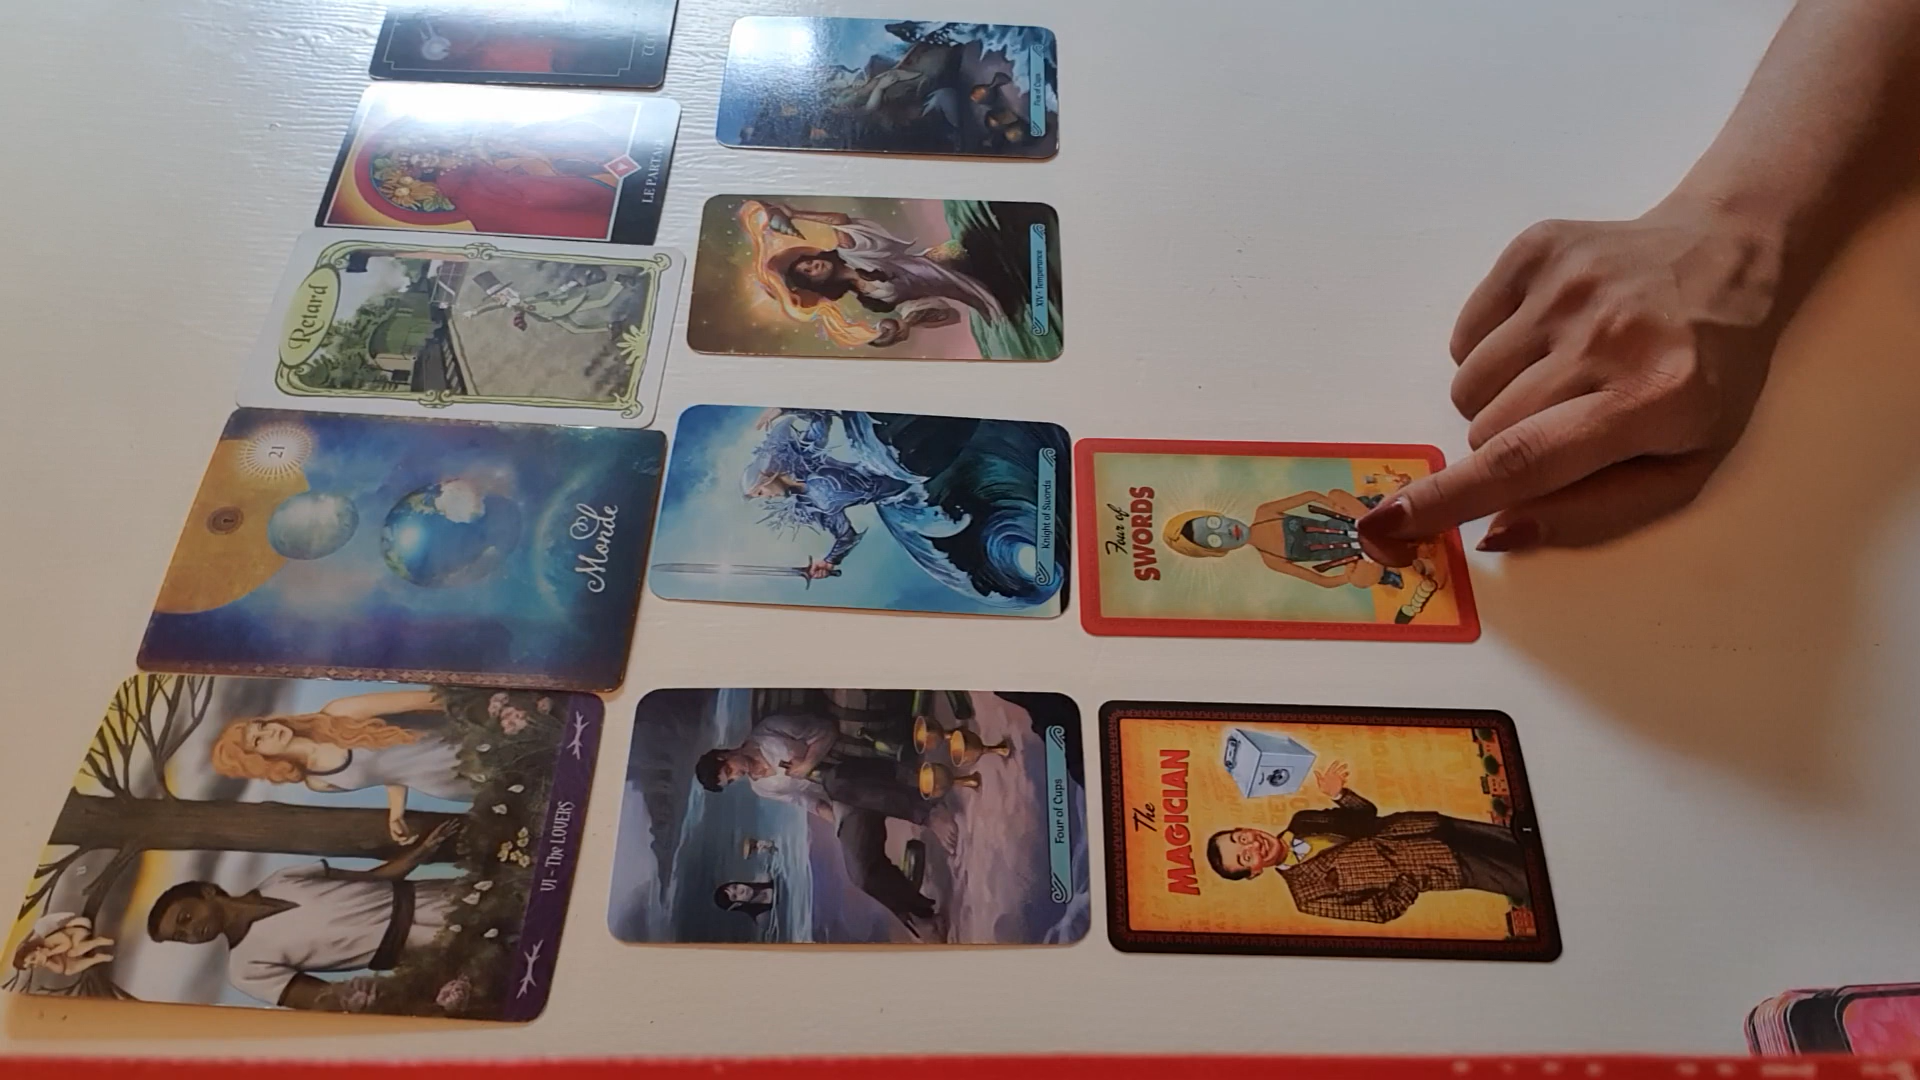 LE PARTAGE
Five of Cups
Retard
XIV - Temperance
21
Monde
Knight of Swords
Four of
SWORDS
VI - The LOVERS
Four of Cups
The
MAGICIAN
I